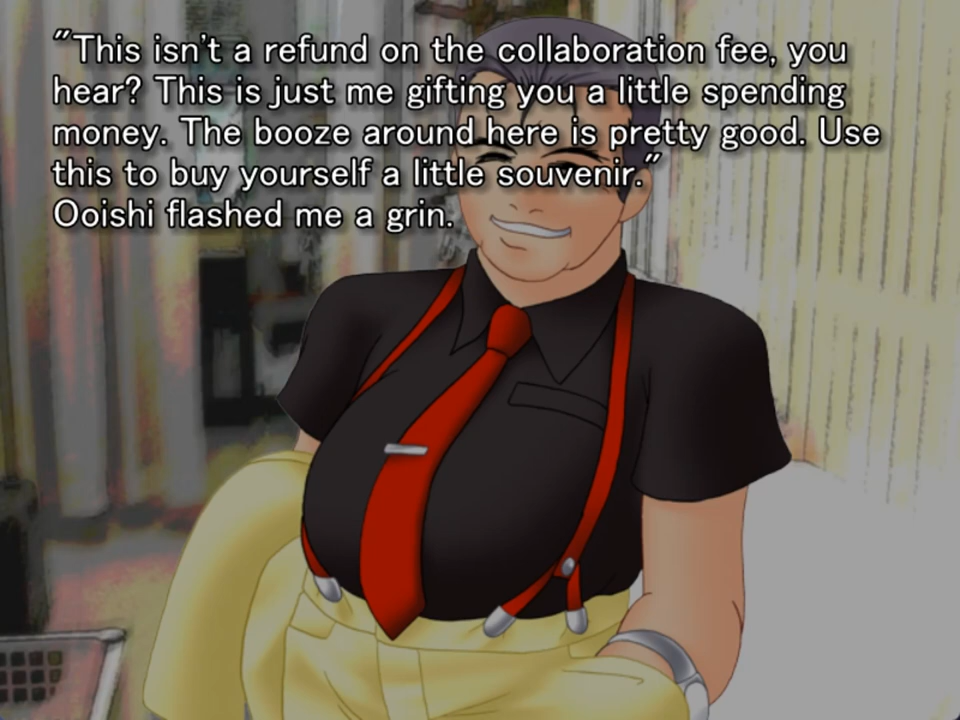 "This isn't a refund on the collaboration fee, you
hear? This is just me gifting you a little spending
money. The booze around here is pretty good. Use
this to buy yourself a little souvenir."
Ooishi flashed me a grin.